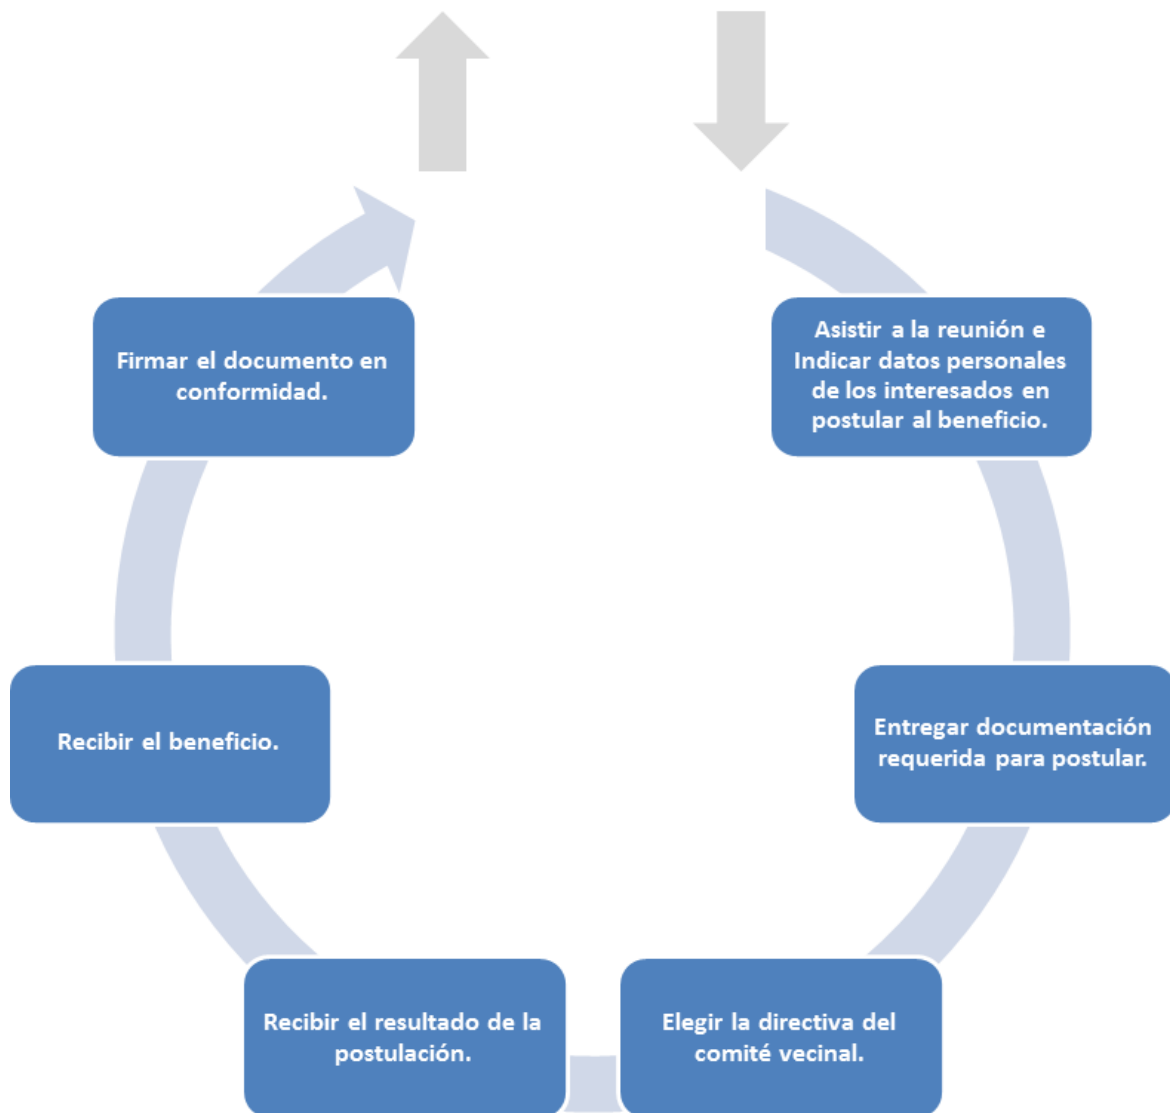 Asistir a la reunión e
Indicar datos personales
de los interesados en
postular al beneficio.
Entregar documentación
requerida para postular.
Elegir la directiva del
comité vecinal.
Recibir el resultado de la
postulación.
Recibir el beneficio.
Firmar el documento en
conformidad.